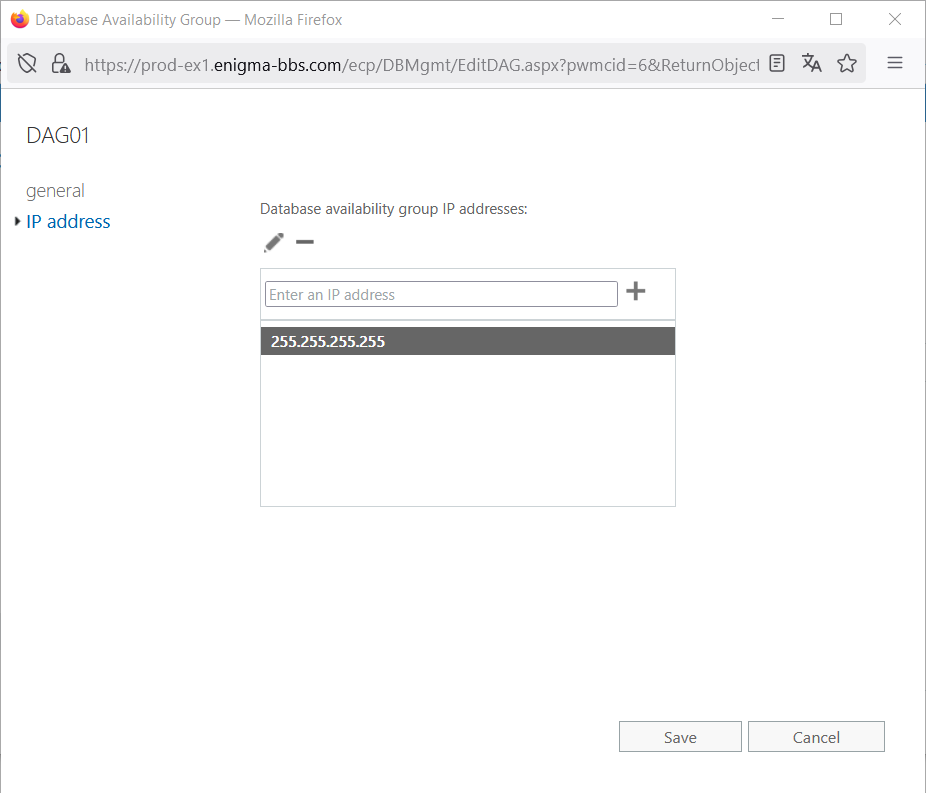 Database Availability Group — Mozilla Firefox
https://prod-ex1.enigma-bbs.com/ecp/DBMgmt/EditDAG.aspx?pwmcid=6&ReturnObject
DAG01
general
IP address
Database availability group IP addresses:
Enter an IP address
255.255.255.255
Save
Cancel